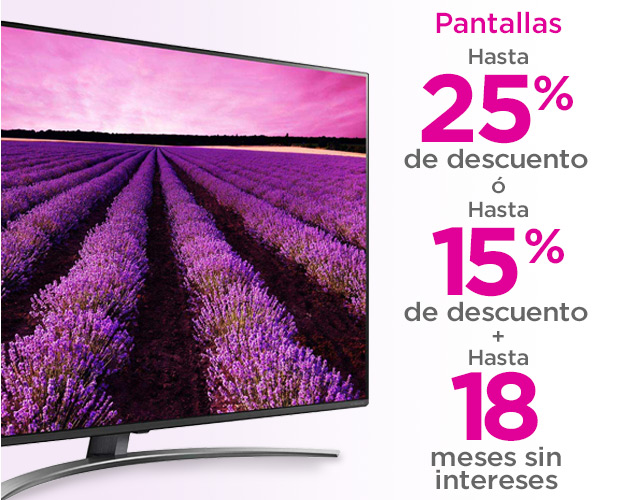 Pantallas
Hasta
25%
de descuento
ó
Hasta
15%
de descuento
+
Hasta
18
meses sin
intereses